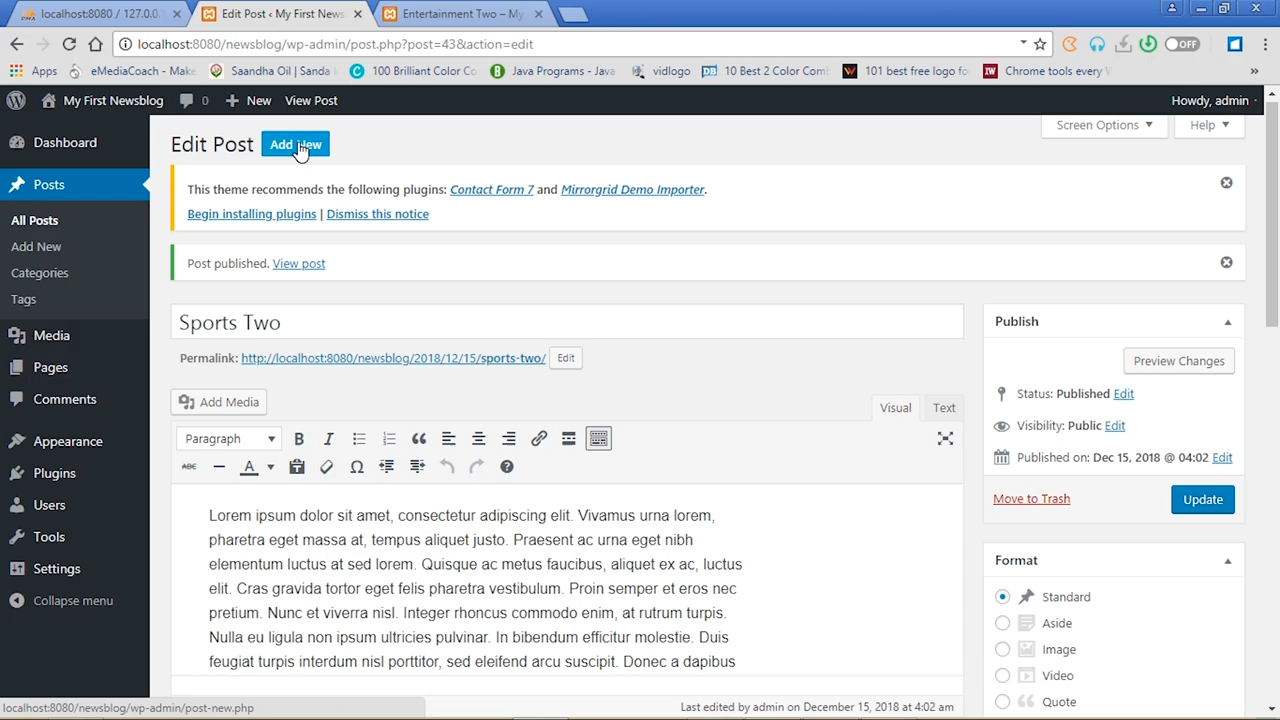 localhost:8080 / 127.0.0.
Edit Post ‹ My First News
Entertainment Two – My
localhost:8080/newsblog/wp-admin/post.php?post=43&action=edit
OFF
Apps
eMediaCoach - Make
Saandha Oil | Sanda
100 Brilliant Color Co
Java Programs - Java
vidlogo
10 Best 2 Color Comb
101 best free logo fo
Chrome tools every
My First Newsblog
0
New
View Post
Howdy, admin
Dashboard
Posts
All Posts
Add New
Categories
Tags
Media
Pages
Comments
Appearance
Plugins
Users
Tools
Settings
Collapse menu
Edit Post
Add New
Screen Options
Help
This theme recommends the following plugins: Contact Form 7 and Mirrorgrid Demo Importer.
Begin installing plugins | Dismiss this notice
Post published. View post
Sports Two
Permalink: http://localhost:8080/newsblog/2018/12/15/sports-two/ Edit
Add Media
Visual
Text
Paragraph
B
I
ABC
A
Lorem ipsum dolor sit amet, consectetur adipiscing elit. Vivamus urna lorem,
pharetra eget massa at, tempus aliquet justo. Praesent ac urna eget nibh
elementum luctus at sed lorem. Quisque ac metus faucibus, aliquet ex ac, luctus
elit. Cras gravida tortor eget felis pharetra vestibulum. Proin semper et eros nec
pretium. Nunc et viverra nisl. Integer rhoncus commodo enim, at rutrum turpis.
Nulla eu ligula non ipsum ultricies pulvinar. In bibendum efficitur molestie. Duis
feugiat turpis interdum nisl porttitor, sed eleifend arcu suscipit. Donec a dapibus
Last edited by admin on December 15, 2018 at 4:02 am
Publish
Preview Changes
Status: Published Edit
Visibility: Public Edit
Published on: Dec 15, 2018 @ 04:02 Edit
Move to Trash
Update
Format
Standard
Aside
Image
Video
Quote
localhost:8080/newsblog/wp-admin/post-new.php